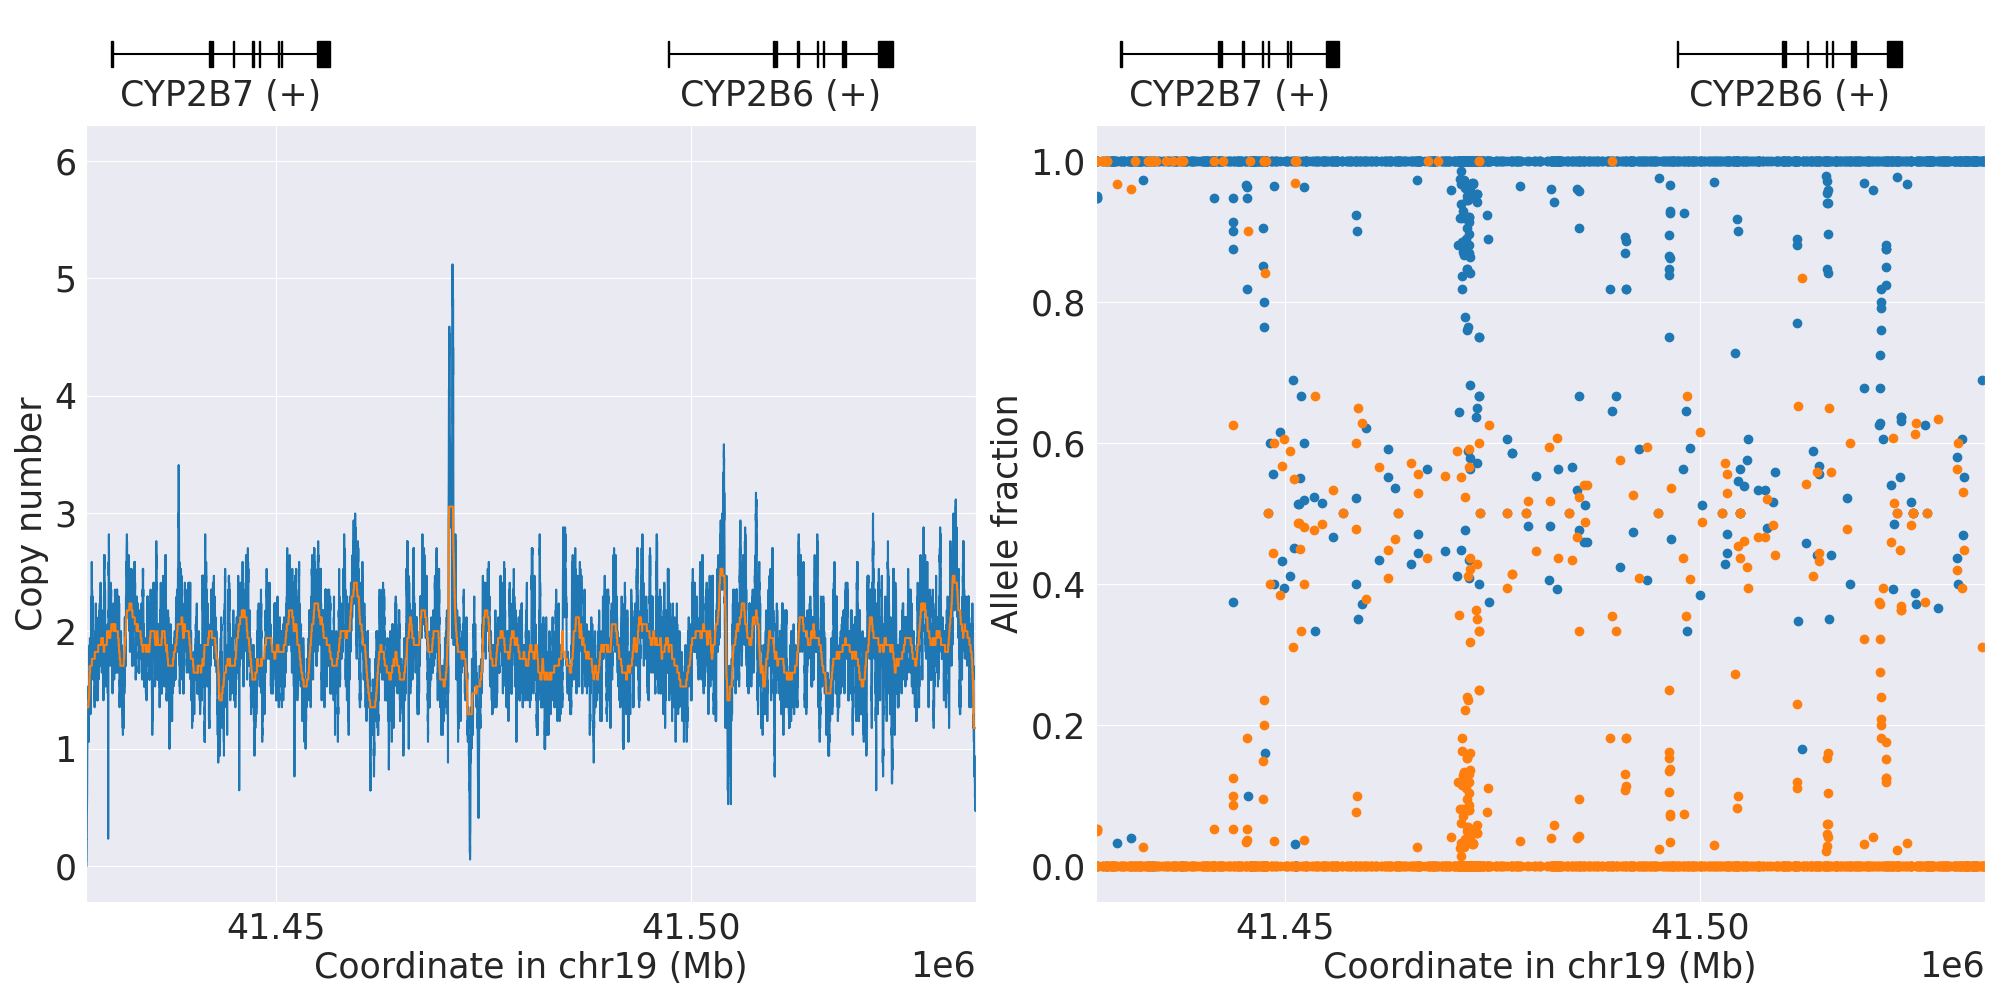 CYP2B7 (+)
CYP2B6 (+)
6
5
4
3
2
1
0
Copy number
41.45
41.50
Coordinate in chr19 (Mb)
1e6
CYP2B7 (+)
CYP2B6 (+)
1.0
0.8
0.6
0.4
0.2
0.0
Allele fraction
41.45
41.50
Coordinate in chr19 (Mb)
1e6